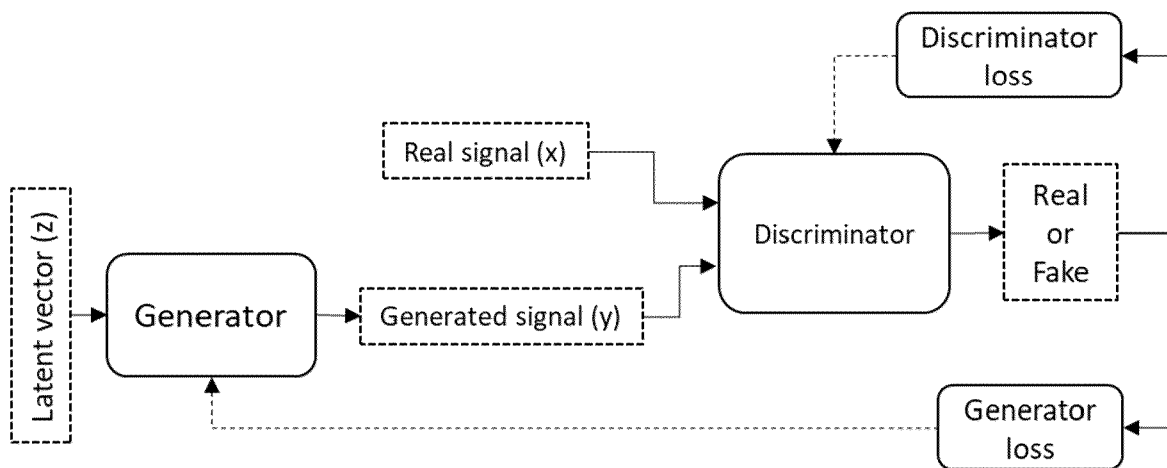 Discriminator
loss
Real signal (x)
Latent vector (z)
Generator
Generated signal (y)
Discriminator
Real
or
Fake
Generator
loss